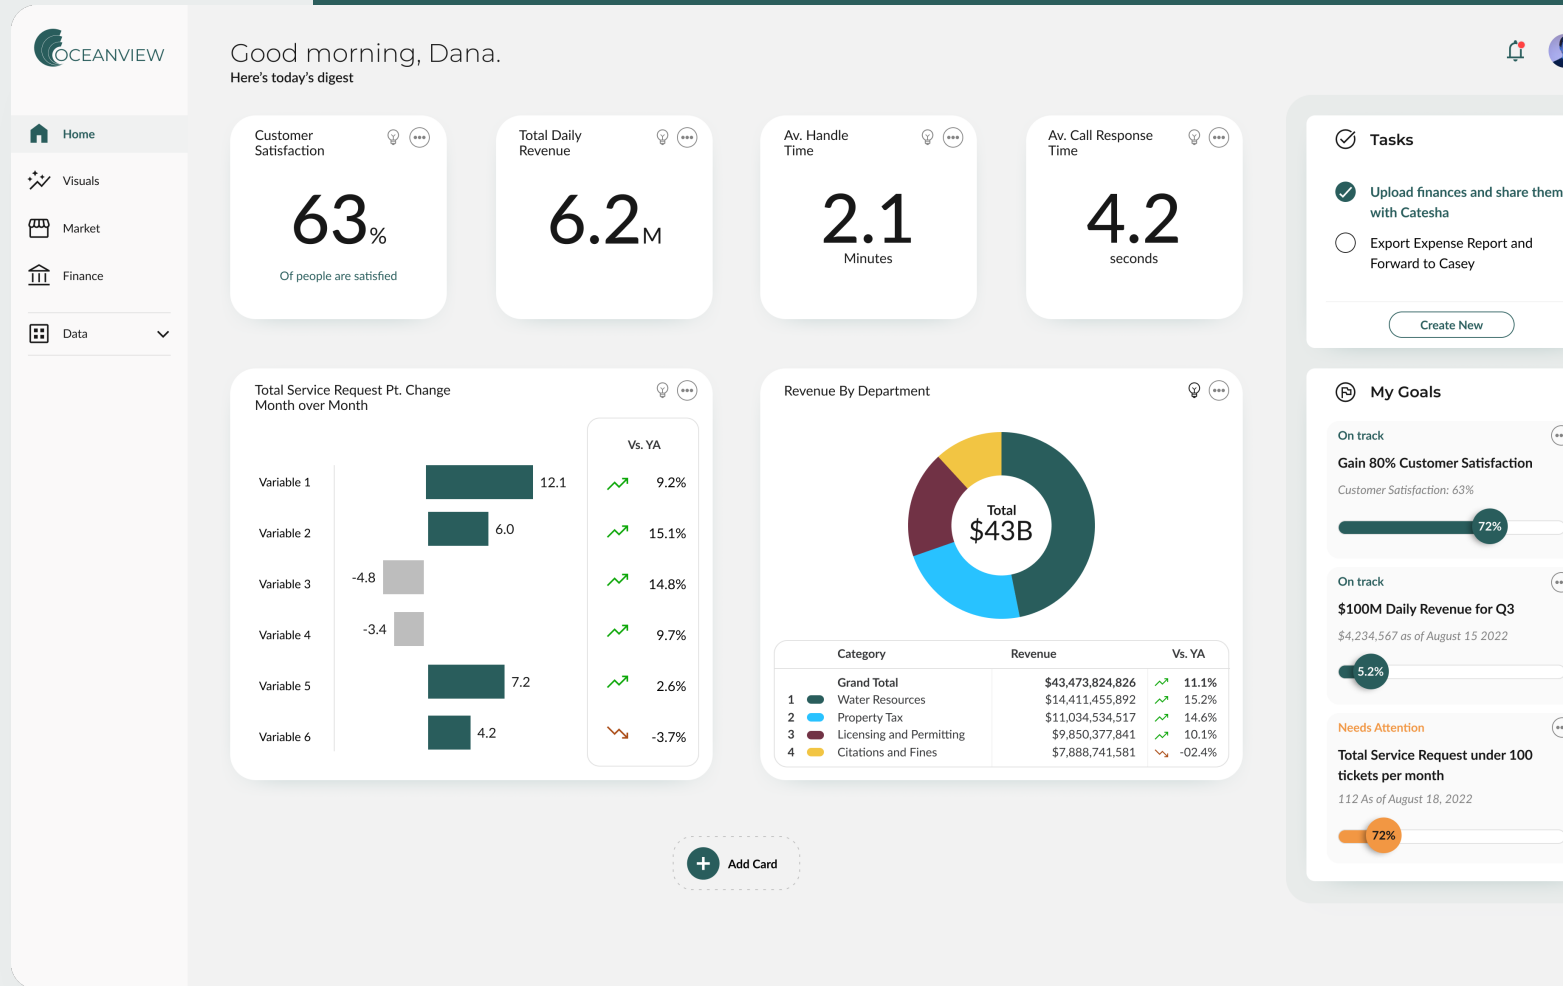 OCEANVIEW
Home
Visuals
Market
Finance
Data
Good morning, Dana.
Here's today's digest
Customer
Satisfaction
63%
Of people are satisfied
Total Daily
Revenue
6.2M
Av. Handle
Time
2.1
Minutes
Av. Call Response
Time
4.2
seconds
Total Service Request Pt. Change
Month over Month
Vs. YA
Variable 1 12.1 9.2%
Variable 2 6.0 15.1%
Variable 3 -4.8 14.8%
Variable 4 -3.4 9.7%
Variable 5 7.2 2.6%
Variable 6 4.2 -3.7%
Revenue By Department
Total
$43B
Category Revenue Vs. YA
Grand Total $43,473,824,826 11.1%
1 Water Resources $14,411,455,892 15.2%
2 Property Tax $11,034,534,517 14.6%
3 Licensing and Permitting $9,850,377,841 10.1%
4 Citations and Fines $7,888,741,581 -02.4%
Add Card
Tasks
Upload finances and share them
with Catesha
Export Expense Report and
Forward to Casey
Create New
My Goals
On track
Gain 80% Customer Satisfaction
Customer Satisfaction: 63%
72%
On track
$100M Daily Revenue for Q3
$4,234,567 as of August 15 2022
5.2%
Needs Attention
Total Service Request under 100
tickets per month
112 As of August 18, 2022
72%